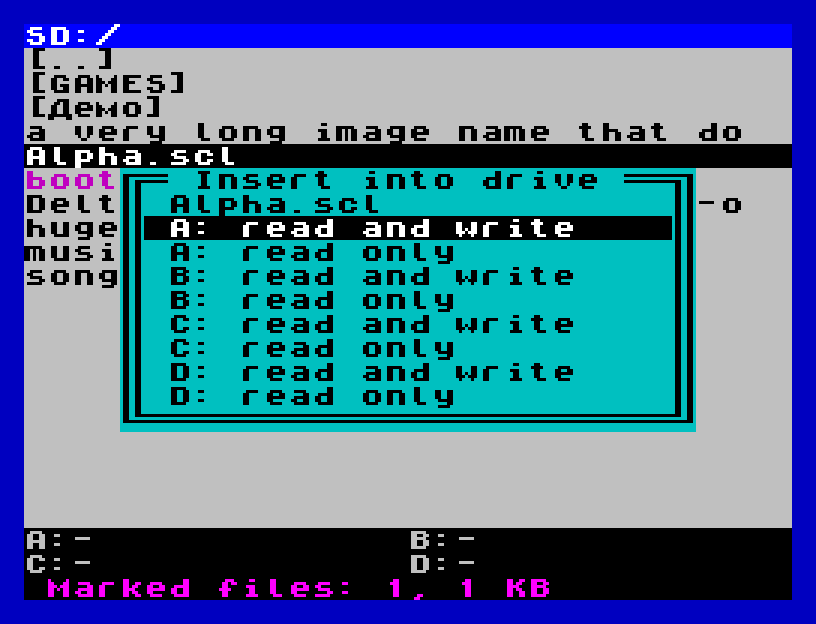 SD:/
[..]
[GAMES]
[Демо]
a very long image name that do
Alpha.scl
boot
Insert into drive
Delt
Alpha.scl
-o
huge
A: read and write
musi
A: read only
song
B: read and write
B: read only
C: read and write
C: read only
D: read and write
D: read only
A:- B:-
C:- D:-
Marked files: 1, 1 KB